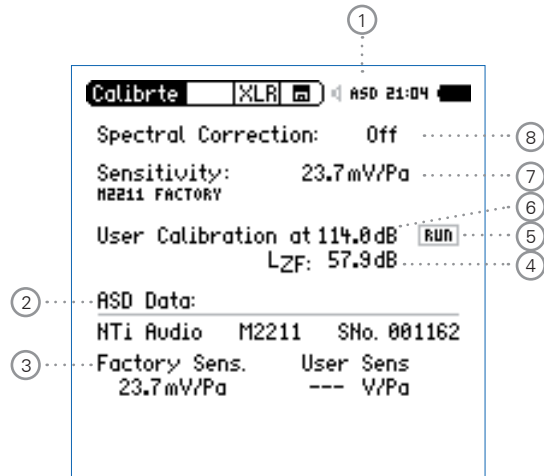 1
Calibrte XLR ASD 21:04
Spectral Correction: Off 8
Sensitivity: 23.7mV/Pa 7
M2211 FACTORY
6
User Calibration at 114.0dB RUN 5
LZF: 57.9dB 4
2 ASD Data:
NTi Audio M2211 SNo. 001162
3 Factory Sens. User Sens
23.7mV/Pa --- V/Pa